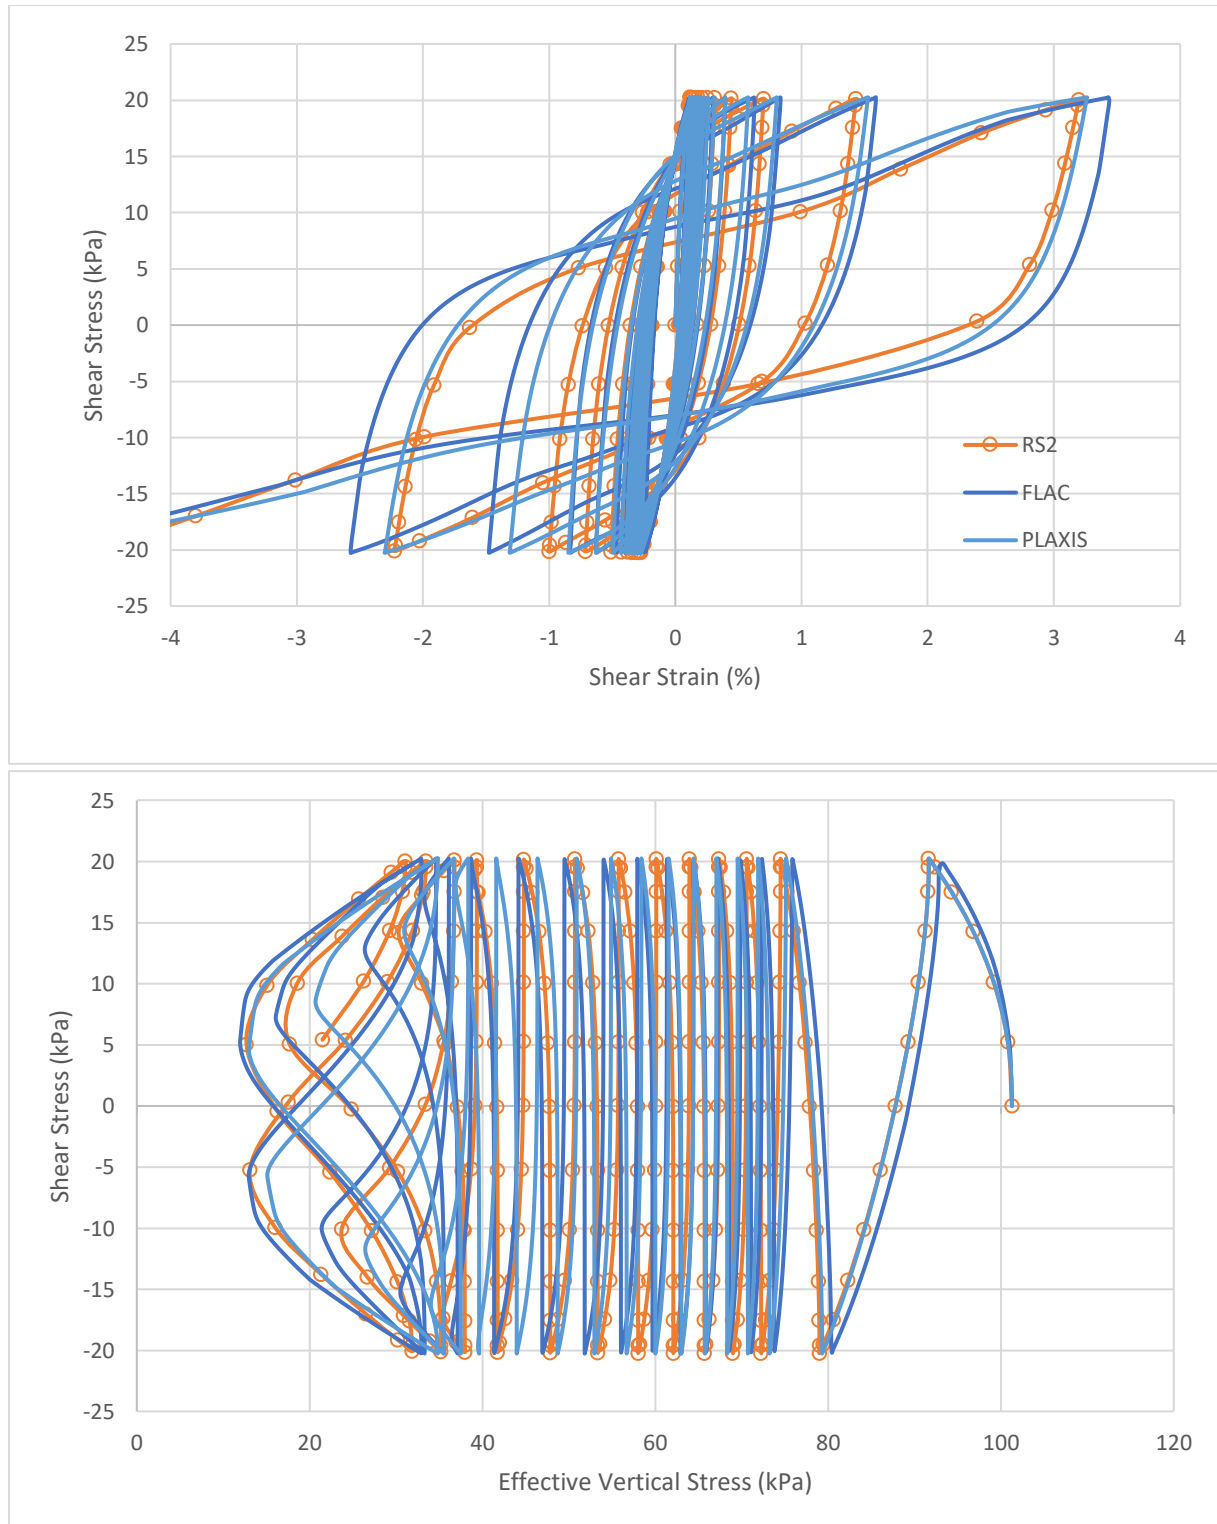 25
20
15
10
5
0
-5
-10
-15
-20
-25
Shear Stress (kPa)
-4 -3 -2 -1 0 1 2 3 4
Shear Strain (%)
RS2
FLAC
PLAXIS
25
20
15
10
5
0
-5
-10
-15
-20
-25
Shear Stress (kPa)
0 20 40 60 80 100 120
Effective Vertical Stress (kPa)